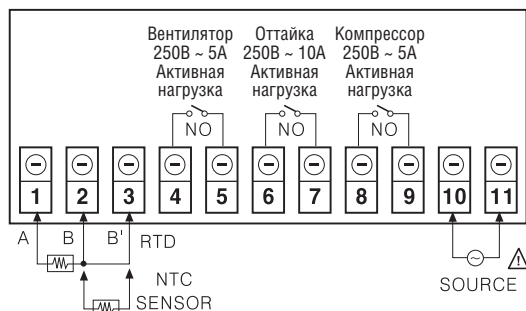 Вентилятор Оттайка Компрессор
250В ~ 5А 250В ~ 10А 250В ~ 5А
Активная Активная Активная
нагрузка нагрузка нагрузка
NO NO NO
1 2 3 4 5 6 7 8 9 10 11
A B B' RTD
NTC
SENSOR
SOURCE